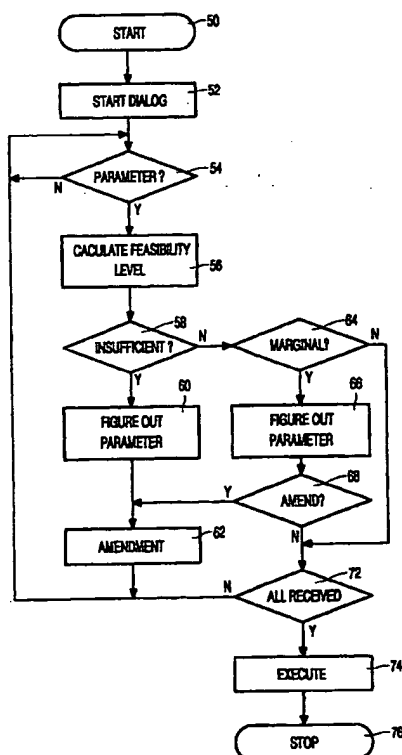 50
START
52
START DIALOG
54
PARAMETER ?
N
Y
CACULATE FEASIBILITY
LEVEL
56
58
INSUFFICIENT ?
N
Y
64
MARGINAL?
N
Y
60
FIGURE OUT
PARAMETER
66
FIGURE OUT
PARAMETER
68
AMEND?
Y
N
62
AMENDMENT
72
ALL RECEIVED
N
Y
EXECUTE
74
STOP
76